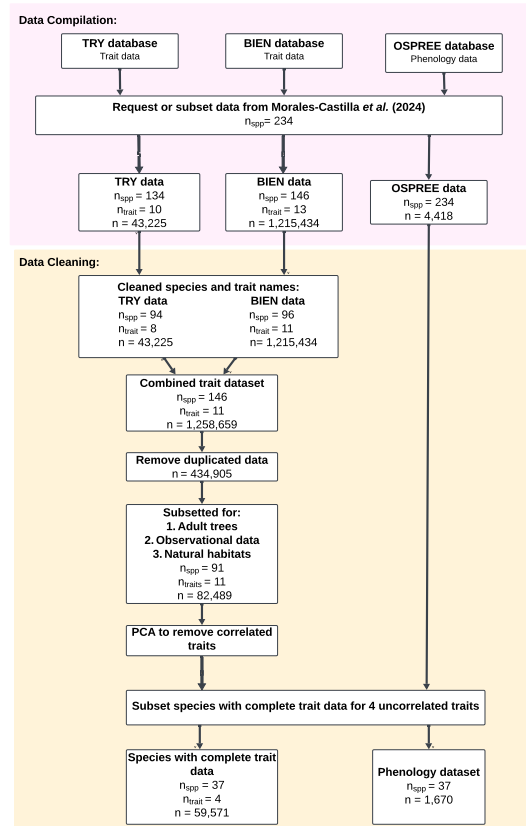 Data Compilation:
TRY database
Trait data
BIEN database
Trait data
OSPREE database
Phenology data
Request or subset data from Morales-Castilla et al. (2024)
nspp= 234
TRY data
nspp = 134
ntrait = 10
n = 43,225
BIEN data
nspp = 146
ntrait = 13
n = 1,215,434
OSPREE data
nspp = 234
n = 4,418
Data Cleaning:
Cleaned species and trait names:
TRY data
nspp = 94
ntrait = 8
n = 43,225
BIEN data
nspp = 96
ntrait = 11
n= 1,215,434
Combined trait dataset
nspp = 146
ntrait = 11
n = 1,258,659
Remove duplicated data
n = 434,905
Subsetted for:
1. Adult trees
2. Observational data
3. Natural habitats
nspp = 91
ntraits = 11
n = 82,489
PCA to remove correlated
traits
Subset species with complete trait data for 4 uncorrelated traits
Species with complete trait
data
nspp = 37
ntrait = 4
n = 59,571
Phenology dataset
nspp = 37
n = 1,670